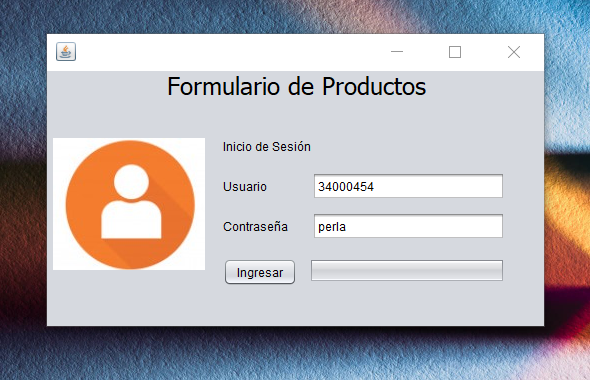 Formulario de Productos
Inicio de Sesión
Usuario 34000454
Contraseña perla
Ingresar